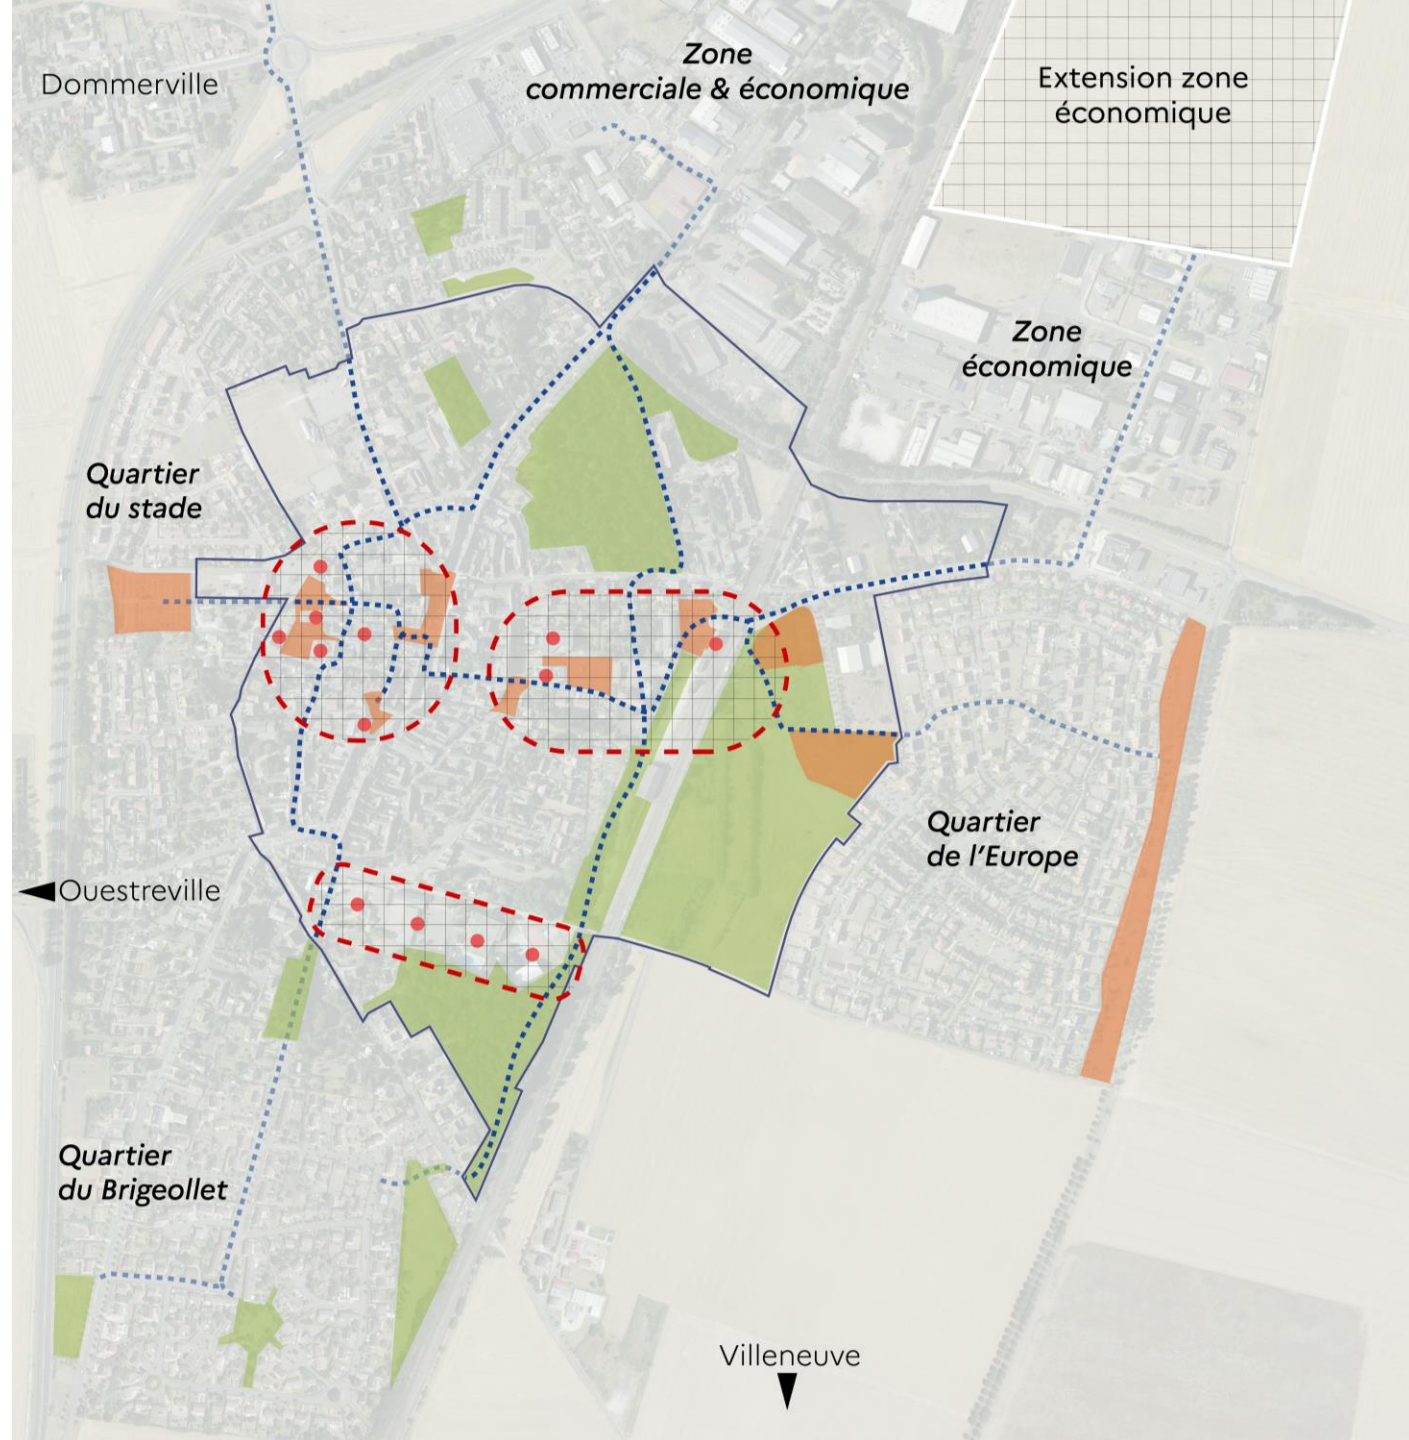 Zone
commerciale & économique
Dommerville
Extension zone
économique
Zone
économique
Quartier
du stade
Quartier
de l'Europe
Ouestreville
Quartier
du Brigeollet
Villeneuve